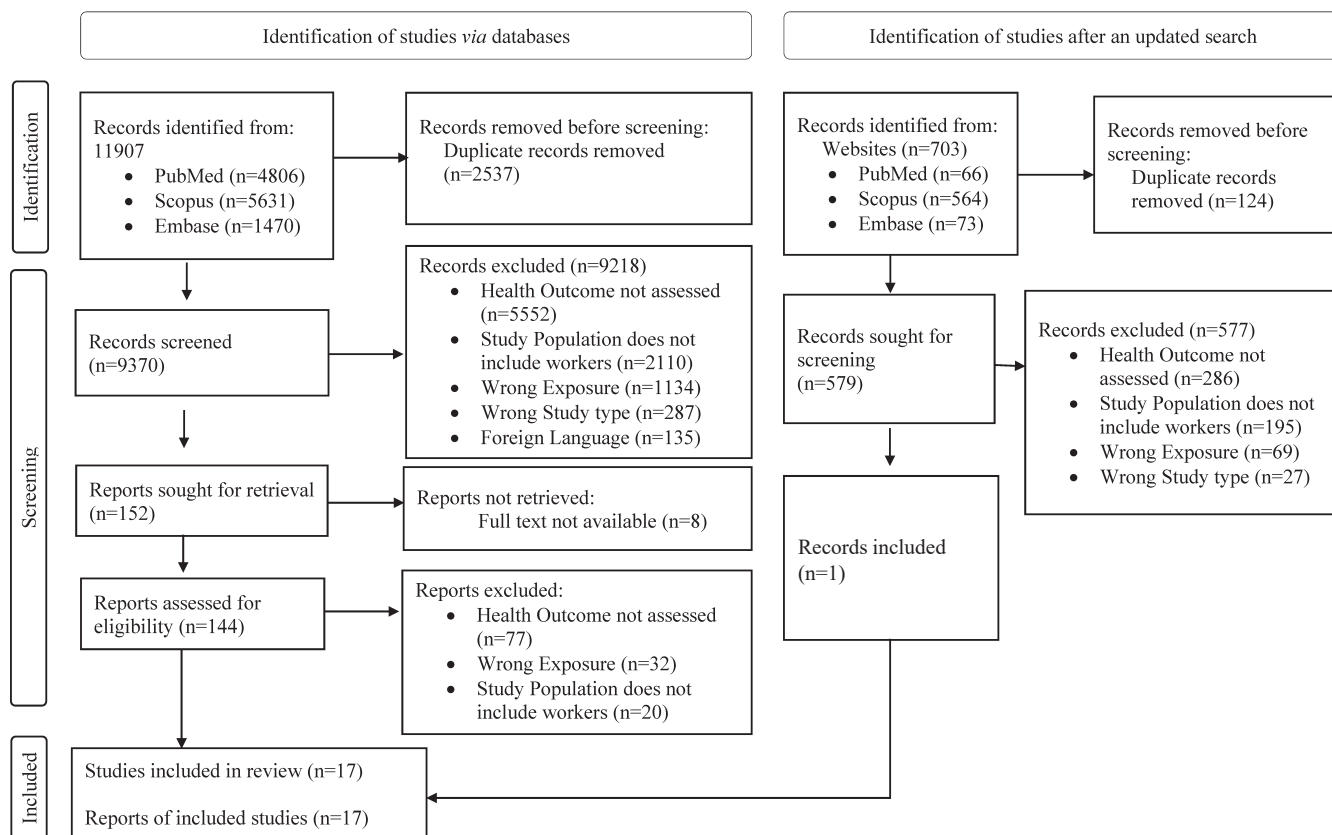 Identification of studies via databases
Identification of studies after an updated search
Identification
Records identified from:
11907
• PubMed (n=4806)
• Scopus (n=5631)
• Embase (n=1470)
Records removed before screening:
Duplicate records removed
(n=2537)
Records identified from:
Websites (n=703)
• PubMed (n=66)
• Scopus (n=564)
• Embase (n=73)
Records removed before
screening:
Duplicate records
removed (n=124)
Screening
Records screened
(n=9370)
Records excluded (n=9218)
• Health Outcome not assessed
(n=5552)
• Study Population does not
include workers (n=2110)
• Wrong Exposure (n=1134)
• Wrong Study type (n=287)
• Foreign Language (n=135)
Records sought for
screening
(n=579)
Records excluded (n=577)
• Health Outcome not
assessed (n=286)
• Study Population does not
include workers (n=195)
• Wrong Exposure (n=69)
• Wrong Study type (n=27)
Reports sought for retrieval
(n=152)
Reports not retrieved:
Full text not available (n=8)
Records included
(n=1)
Reports assessed for
eligibility (n=144)
Reports excluded:
• Health Outcome not assessed
(n=77)
• Wrong Exposure (n=32)
• Study Population does not
include workers (n=20)
Included
Studies included in review (n=17)
Reports of included studies (n=17)